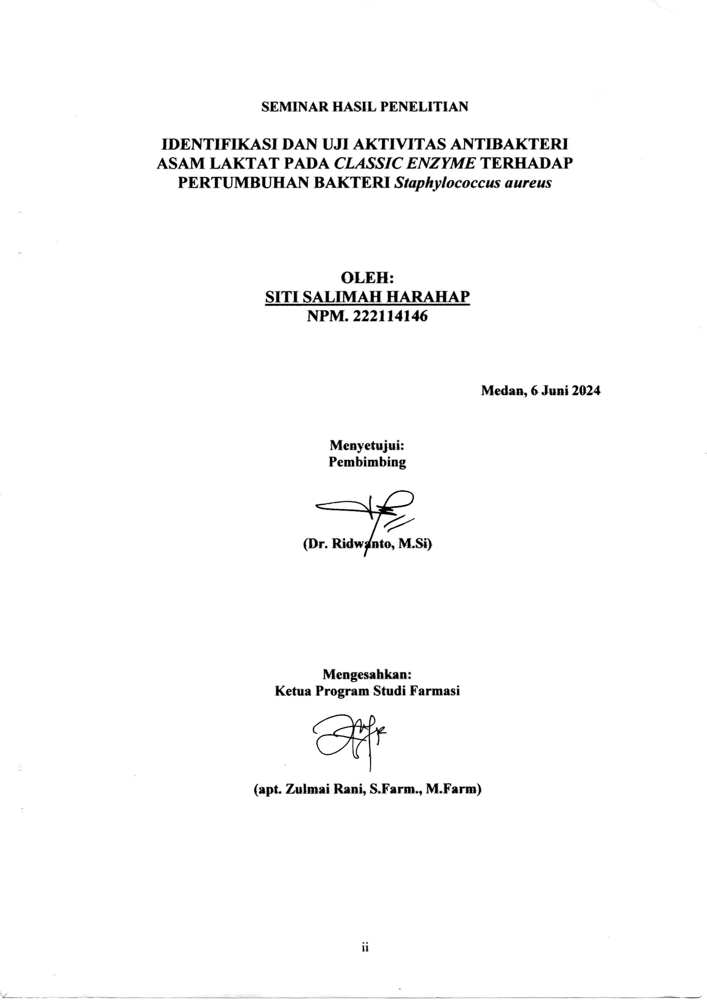 SEMINAR HASIL PENELITIAN
IDENTIFIKASI DAN UJI AKTIVITAS ANTIBAKTERI
ASAM LAKTAT PADA CLASSIC ENZYME TERHADAP
PERTUMBUHAN BAKTERI Staphylococcus aureus
OLEH:
SITI SALIMAH HARAHAP
NPM. 222114146
Medan, 6 Juni 2024
Menyetujui:
Pembimbing
(Dr. Ridwanto, M.Si)
Mengesahkan:
Ketua Program Studi Farmasi
(apt. Zulmai Rani, S.Farm., M.Farm)
ii